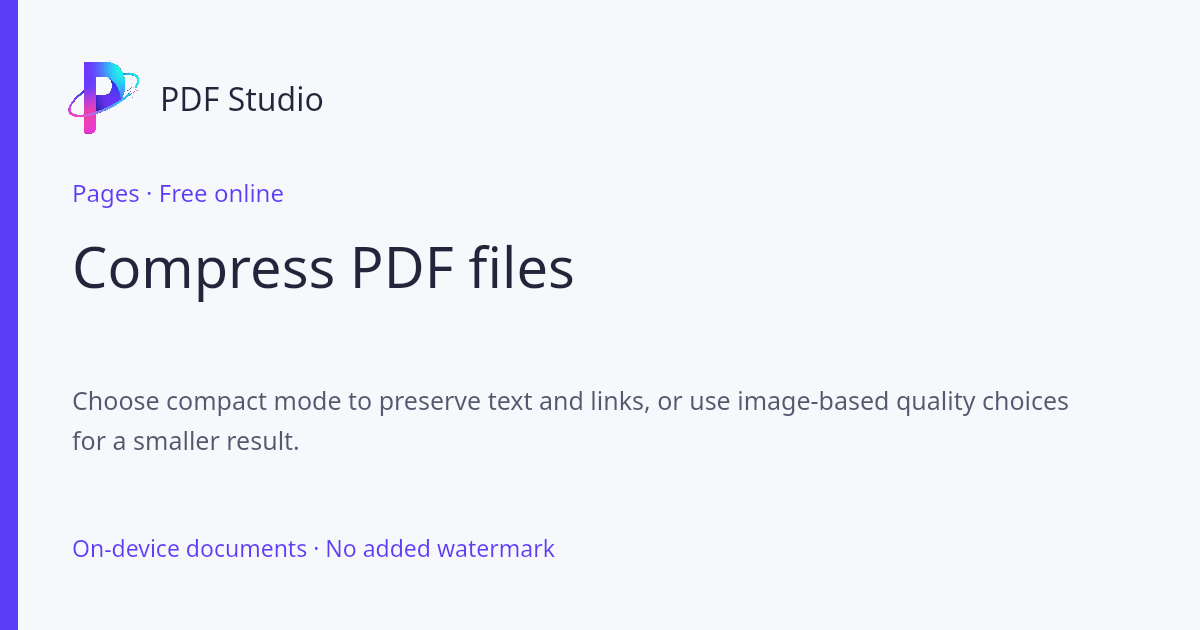 PDF Studio
Pages · Free online
Compress PDF files
Choose compact mode to preserve text and links, or use image-based quality choices
for a smaller result.
On-device documents · No added watermark